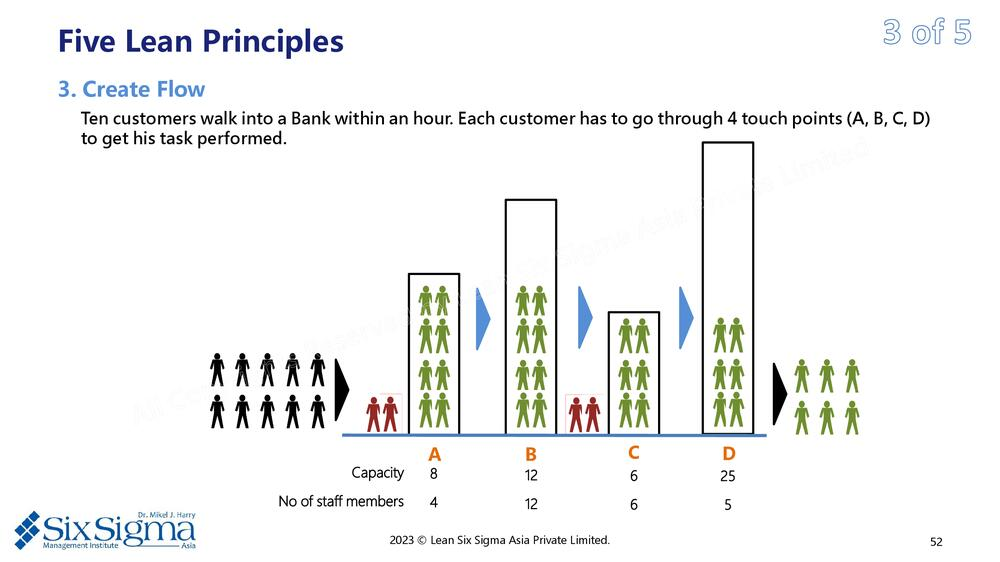 Five Lean Principles
3 of 5
3. Create Flow
Ten customers walk into a Bank within an hour. Each customer has to go through 4 touch points (A, B, C, D)
to get his task performed.
A B C D
Capacity 8 12 6 25
No of staff members 4 12 6 5
Dr. Mikel J. Harry
SixSigma
Management Institute Asia
2023 © Lean Six Sigma Asia Private Limited.
52